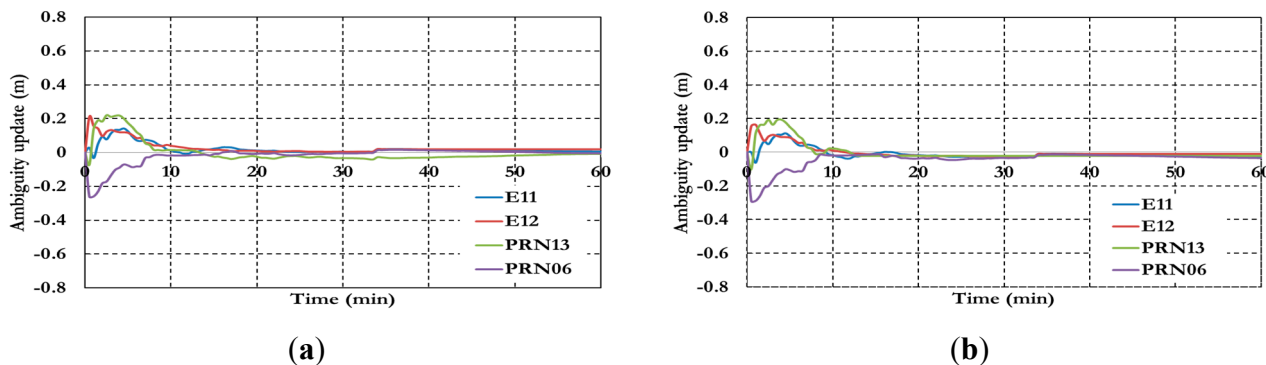 0.8
0.6
0.4
0.2
0
-0.2
-0.4
-0.6
-0.8
Ambiguity update (m)
0 10 20 30 40 50 60
Time (min)
E11
E12
PRN13
PRN06
(a)
0.8
0.6
0.4
0.2
0
-0.2
-0.4
-0.6
-0.8
Ambiguity update (m)
0 10 20 30 40 50 60
Time (min)
E11
E12
PRN13
PRN06
(b)